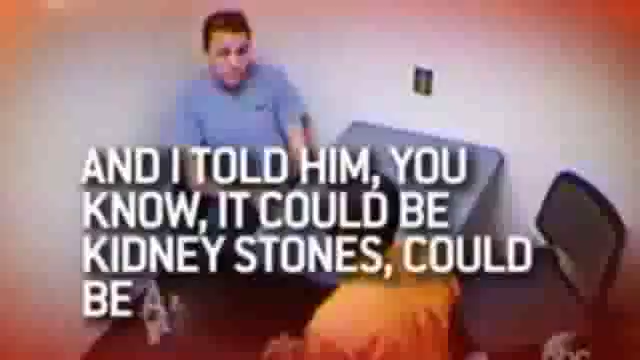 AND I TOLD HIM, YOU
KNOW, IT COULD BE
KIDNEY STONES, COULD
BE